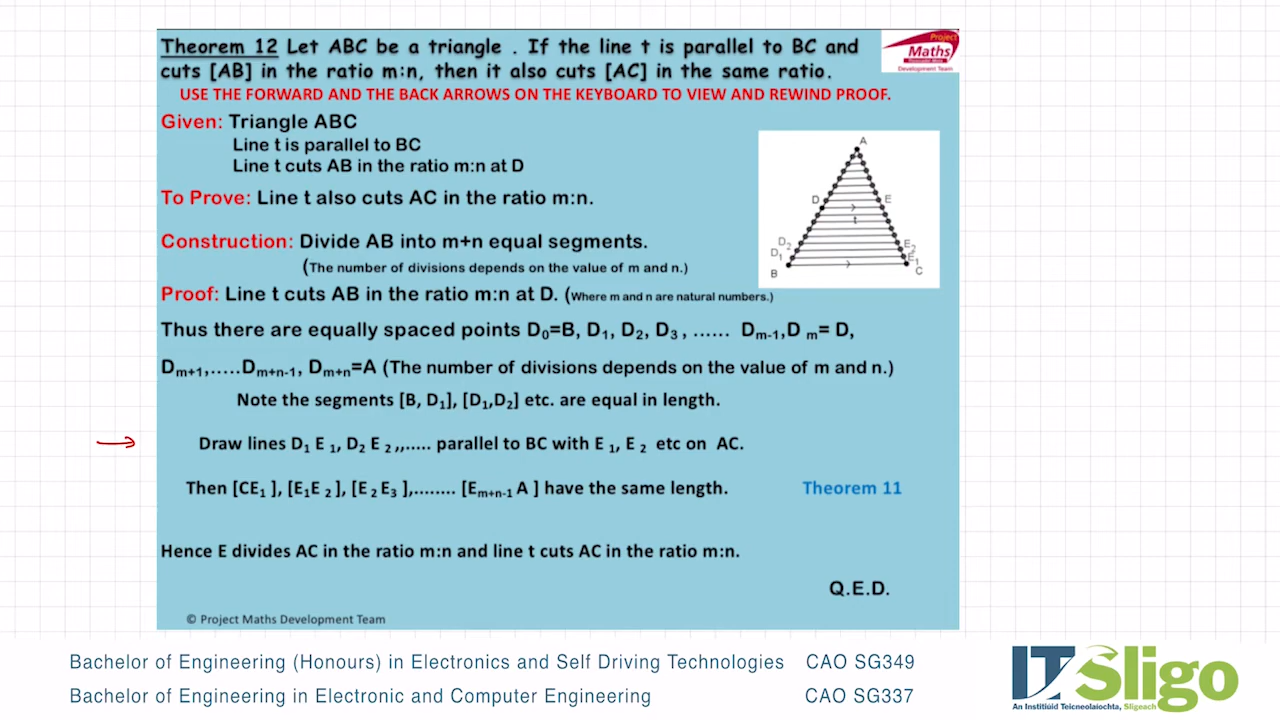 Theorem 12 Let ABC be a triangle . If the line t is parallel to BC and
cuts [AB] in the ratio m:n, then it also cuts [AC] in the same ratio.
Project
Maths
Development Team
USE THE FORWARD AND THE BACK ARROWS ON THE KEYBOARD TO VIEW AND REWIND PROOF.
Given: Triangle ABC
Line t is parallel to BC
Line t cuts AB in the ratio m:n at D
To Prove: Line t also cuts AC in the ratio m:n.
Construction: Divide AB into m+n equal segments.
(The number of divisions depends on the value of m and n.)
A
D
E
t
D₂
E₂
D₁
E₁
B
C
Proof: Line t cuts AB in the ratio m:n at D. (Where m and n are natural numbers.)
Thus there are equally spaced points D₀=B, D₁, D₂, D₃ , ...... Dm-1,D m= D,
Dm+1,.....Dm+n-1, Dm+n=A (The number of divisions depends on the value of m and n.)
Note the segments [B, D₁], [D₁,D₂] etc. are equal in length.
Draw lines D₁ E ₁, D₂ E ₂,,..... parallel to BC with E ₁, E ₂ etc on AC.
Then [CE₁ ], [E₁E ₂ ], [E ₂ E₃ ],........ [Em+n-1 A ] have the same length.
Theorem 11
Hence E divides AC in the ratio m:n and line t cuts AC in the ratio m:n.
Q.E.D.
© Project Maths Development Team
Bachelor of Engineering (Honours) in Electronics and Self Driving Technologies CAO SG349
Bachelor of Engineering in Electronic and Computer Engineering CAO SG337
IT Sligo
An Institiúid Teicneolaíochta, Sligeach